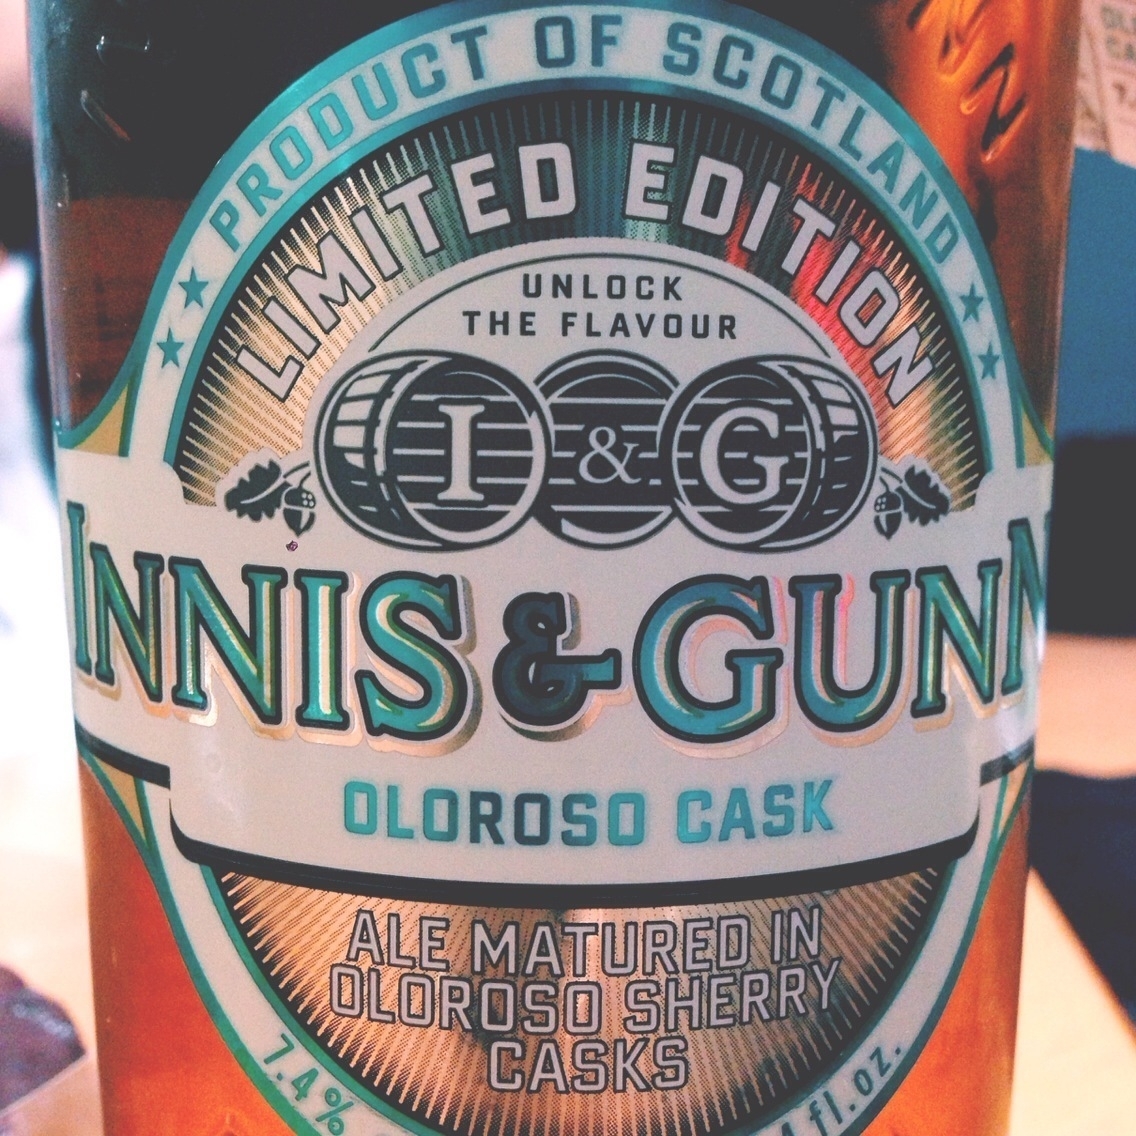 PRODUCT OF SCOTLAND
LIMITED EDITION
UNLOCK
THE FLAVOUR
I & G
INNIS & GUNN
OLOROSO CASK
ALE MATURED IN
OLOROSO SHERRY
CASKS
7.4%
fl.oz.